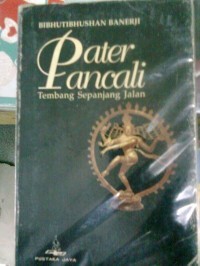 BIBHUTIBHUSHAN BANERJI
Pater
Pancali
Tembang Sepanjang Jalan
PUSTAKA JAYA